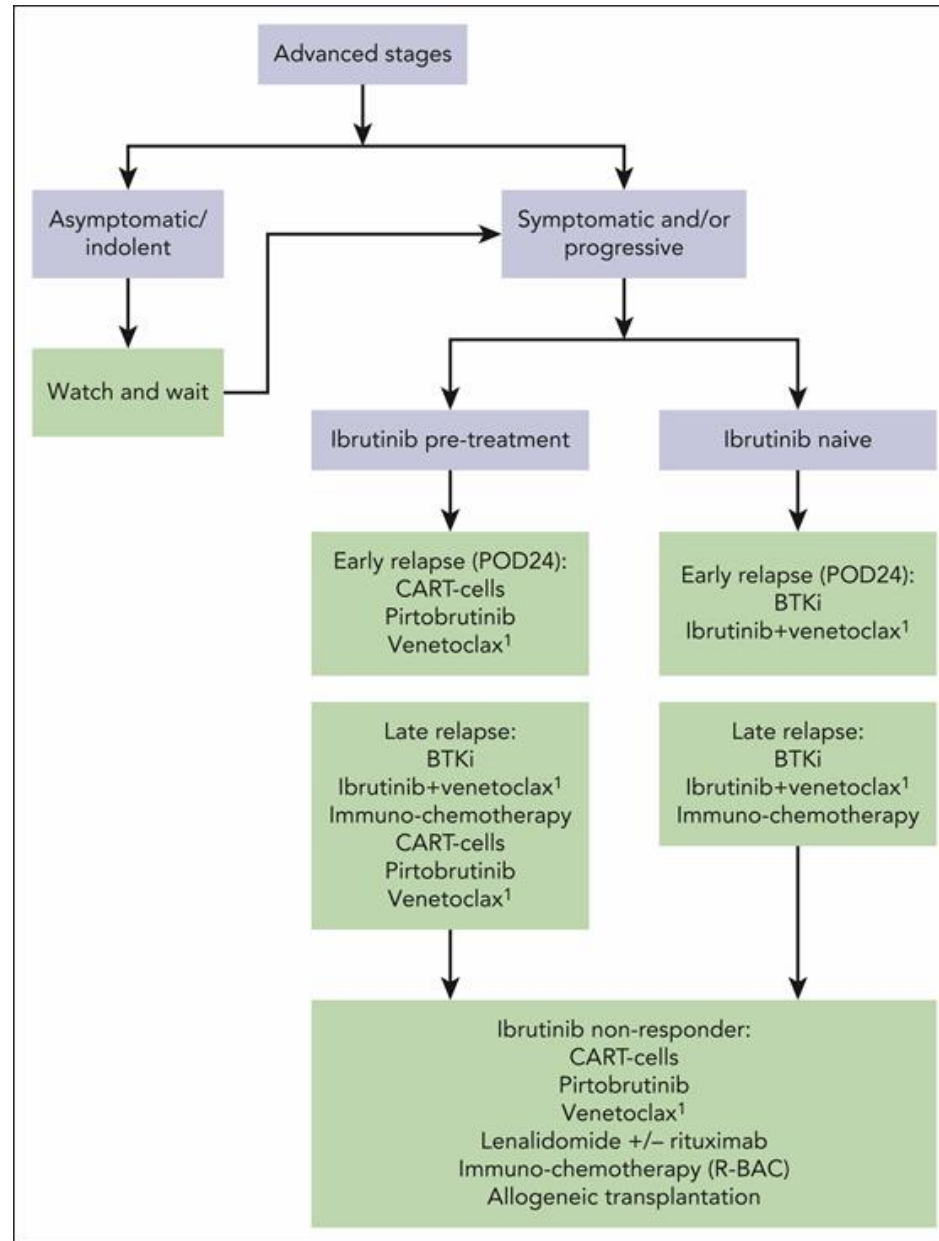 Advanced stages
Asymptomatic/
indolent
Symptomatic and/or
progressive
Watch and wait
Ibrutinib pre-treatment
Ibrutinib naive
Early relapse (POD24):
CART-cells
Pirtobrutinib
Venetoclax¹
Early relapse (POD24):
BTKi
Ibrutinib+venetoclax¹
Late relapse:
BTKi
Ibrutinib+venetoclax¹
Immuno-chemotherapy
CART-cells
Pirtobrutinib
Venetoclax¹
Late relapse:
BTKi
Ibrutinib+venetoclax¹
Immuno-chemotherapy
Ibrutinib non-responder:
CART-cells
Pirtobrutinib
Venetoclax¹
Lenalidomide +/– rituximab
Immuno-chemotherapy (R-BAC)
Allogeneic transplantation